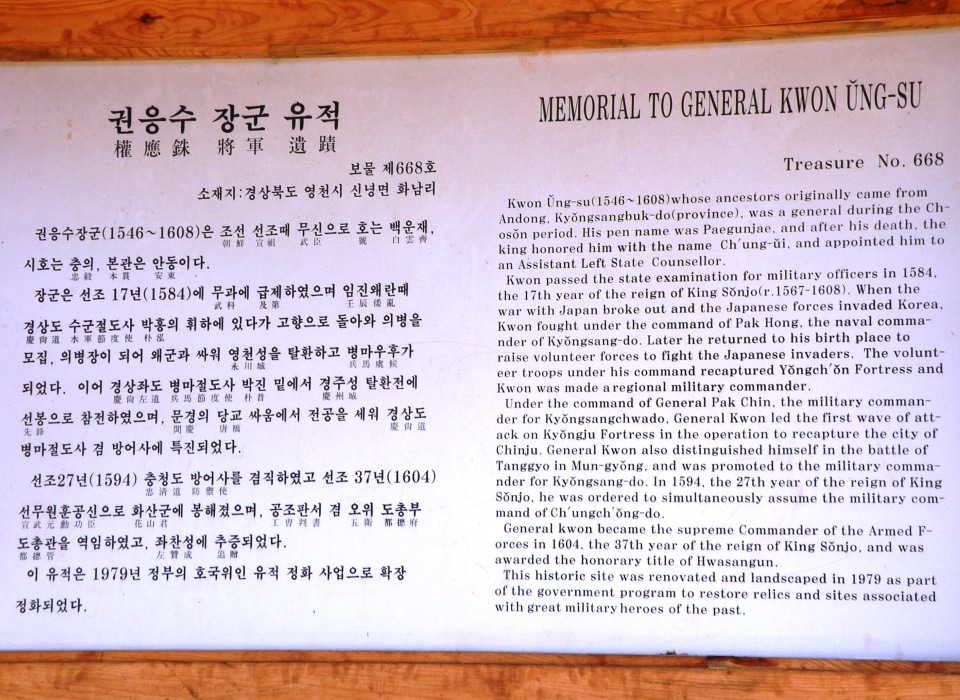 권응수 장군 유적
權應銖 將軍 遺蹟
보물 제668호
소재지:경상북도 영천시 신녕면 화남리
권응수장군(1546~1608)은 조선 선조때 무신으로 호는 백운재,
朝鮮 宣祖 武臣 號 白雲齊
시호는 충의, 본관은 안동이다.
忠毅 本貫 安東
장군은 선조 17년(1584)에 무과에 급제하였으며 임진왜란때
武科 及第 壬辰倭亂
경상도 수군절도사 박홍의 휘하에 있다가 고향으로 돌아와 의병을
慶尙道 水軍節度使 朴泓
모집, 의병장이 되어 왜군과 싸워 영천성을 탈환하고 병마우후가
永川城 兵馬虞候
되었다. 이어 경상좌도 병마절도사 박진 밑에서 경주성 탈환전에
慶尙左道 兵馬節度使 朴晉 慶州城
선봉으로 참전하였으며, 문경의 당교 싸움에서 전공을 세워 경상도
先鋒 聞慶 唐橋 慶尙道
병마절도사 겸 방어사에 특진되었다.
선조27년(1594) 충청도 방어사를 겸직하였고 선조 37년(1604)
忠清道 防禦使
선무원훈공신으로 화산군에 봉해졌으며, 공조판서 겸 오위 도총부
宣武元勳功臣 花山君 工曺判書 五衛 都摠府
도총관을 역임하였고, 좌찬성에 추증되었다.
都摠管 左贊成 追贈
이 유적은 1979년 정부의 호국위인 유적 정화 사업으로 확장
정화되었다.
MEMORIAL TO GENERAL KWON ŬNG-SU
Treasure No. 668
Kwon Ŭng-su(1546~1608)whose ancestors originally came from
Andong, Kyŏngsangbuk-do(province), was a general during the Ch-
osŏn period. His pen name was Paegunjae, and after his death, the
king honored him with the name Ch′ung-ŭi, and appointed him to
an Assistant Left State Counsellor.
Kwon passed the state examination for military officers in 1584,
the 17th year of the reign of King Sŏnjo(r.1567-1608). When the
war with Japan broke out and the Japanese forces invaded Korea,
Kwon fought under the command of Pak Hong, the naval comma-
nder of Kyŏngsang-do. Later he returned to his birth place to
raise volunteer forces to fight the Japanese invaders. The volunt-
eer troops under his command recaptured Yŏngch′ŏn Fortress and
Kwon was made a regional military commander.
Under the command of General Pak Chin, the military comman-
der for Kyŏngsangchwado, General Kwon led the first wave of att-
ack on Kyŏngju Fortress in the operation to recapture the city of
Chinju. General Kwon also distinguished himself in the battle of
Tanggyo in Mun-gyŏng, and was promoted to the military comma-
nder for Kyŏngsang-do. In 1594, the 27th year of the reign of King
Sŏnjo, he was ordered to simultaneously assume the military com-
mand of Ch′ungch′ŏng-do.
General kwon became the supreme Commander of the Armed F-
orces in 1604, the 37th year of the reign of King Sŏnjo, and was
awarded the honorary title of Hwasangun.
This historic site was renovated and landscaped in 1979 as part
of the government program to restore relics and sites associated
with great military heroes of the past.